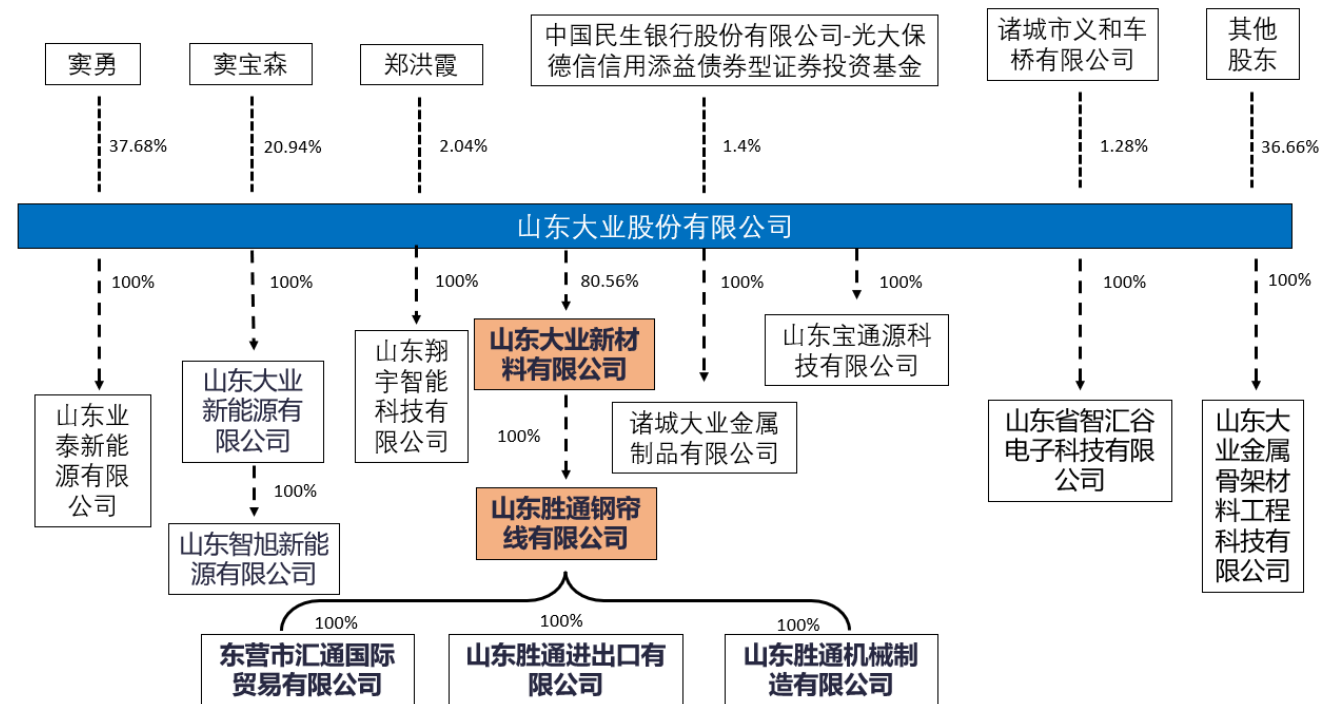 窦勇
窦宝森
郑洪霞
中国民生银行股份有限公司-光大保
德信信用添益债券型证券投资基金
诸城市义和车
桥有限公司
其他
股东
37.68%
20.94%
2.04%
1.4%
1.28%
36.66%
山东大业股份有限公司
100%
100%
100%
80.56%
100%
100%
100%
100%
山东业
泰新能
源有限
公司
山东大业
新能源有
限公司
100%
山东智旭新能
源有限公司
山东翔
宇智能
科技有
限公司
山东大业新材
料有限公司
100%
山东胜通钢帘
线有限公司
诸城大业金属
制品有限公司
山东宝通源科
技有限公司
山东省智汇谷
电子科技有限
公司
山东大
业金属
骨架材
料工程
科技有
限公司
100%
100%
100%
东营市汇通国际
贸易有限公司
山东胜通进出口有
限公司
山东胜通机械制
造有限公司